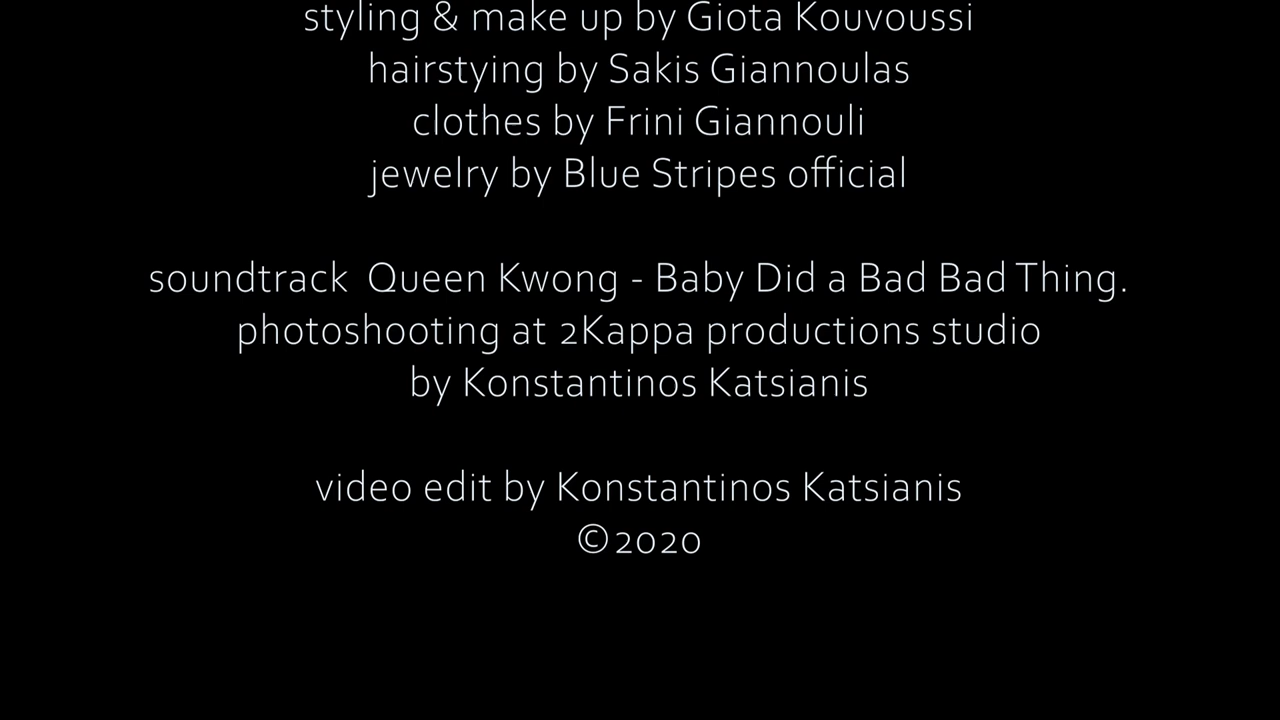 styling & make up by Giota Kouvoussi
hairstying by Sakis Giannoulas
clothes by Frini Giannouli
jewelry by Blue Stripes official
soundtrack  Queen Kwong - Baby Did a Bad Bad Thing.
photoshooting at 2Kappa productions studio
by Konstantinos Katsianis
video edit by Konstantinos Katsianis
©2020